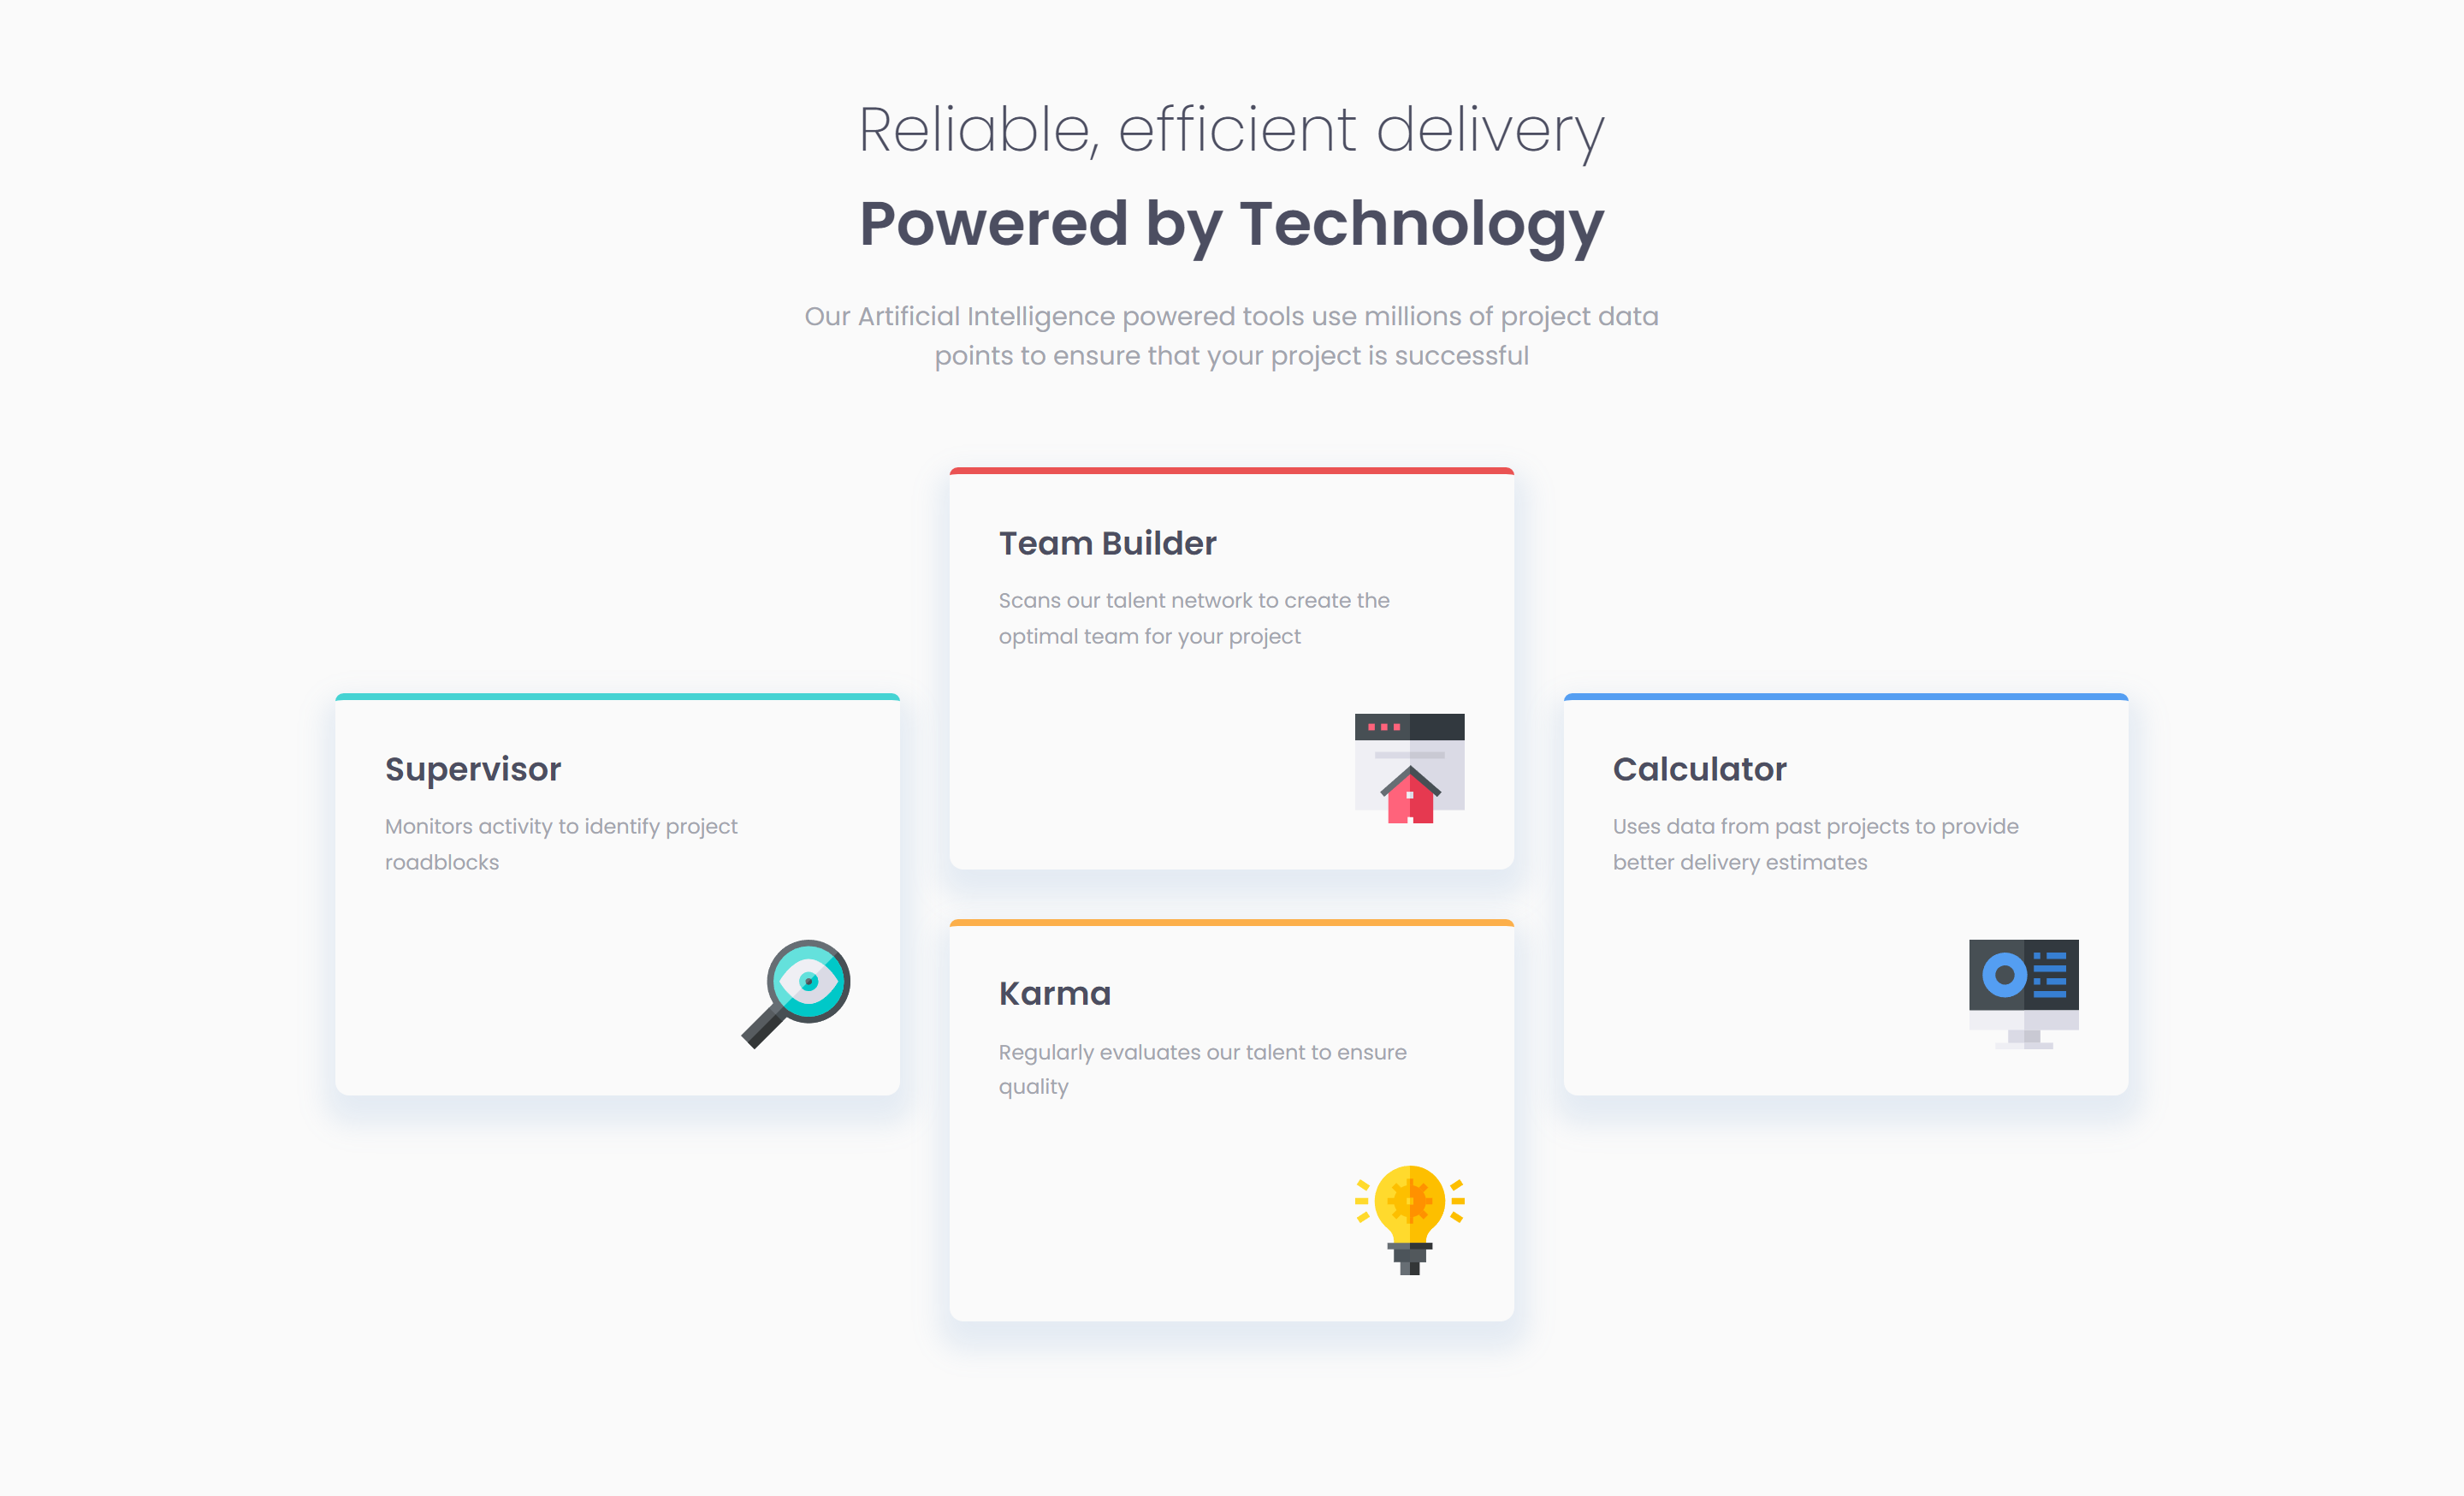 Reliable, efficient delivery
Powered by Technology
Our Artificial Intelligence powered tools use millions of project data
points to ensure that your project is successful
Team Builder
Scans our talent network to create the
optimal team for your project
Supervisor
Monitors activity to identify project
roadblocks
Calculator
Uses data from past projects to provide
better delivery estimates
Karma
Regularly evaluates our talent to ensure
quality